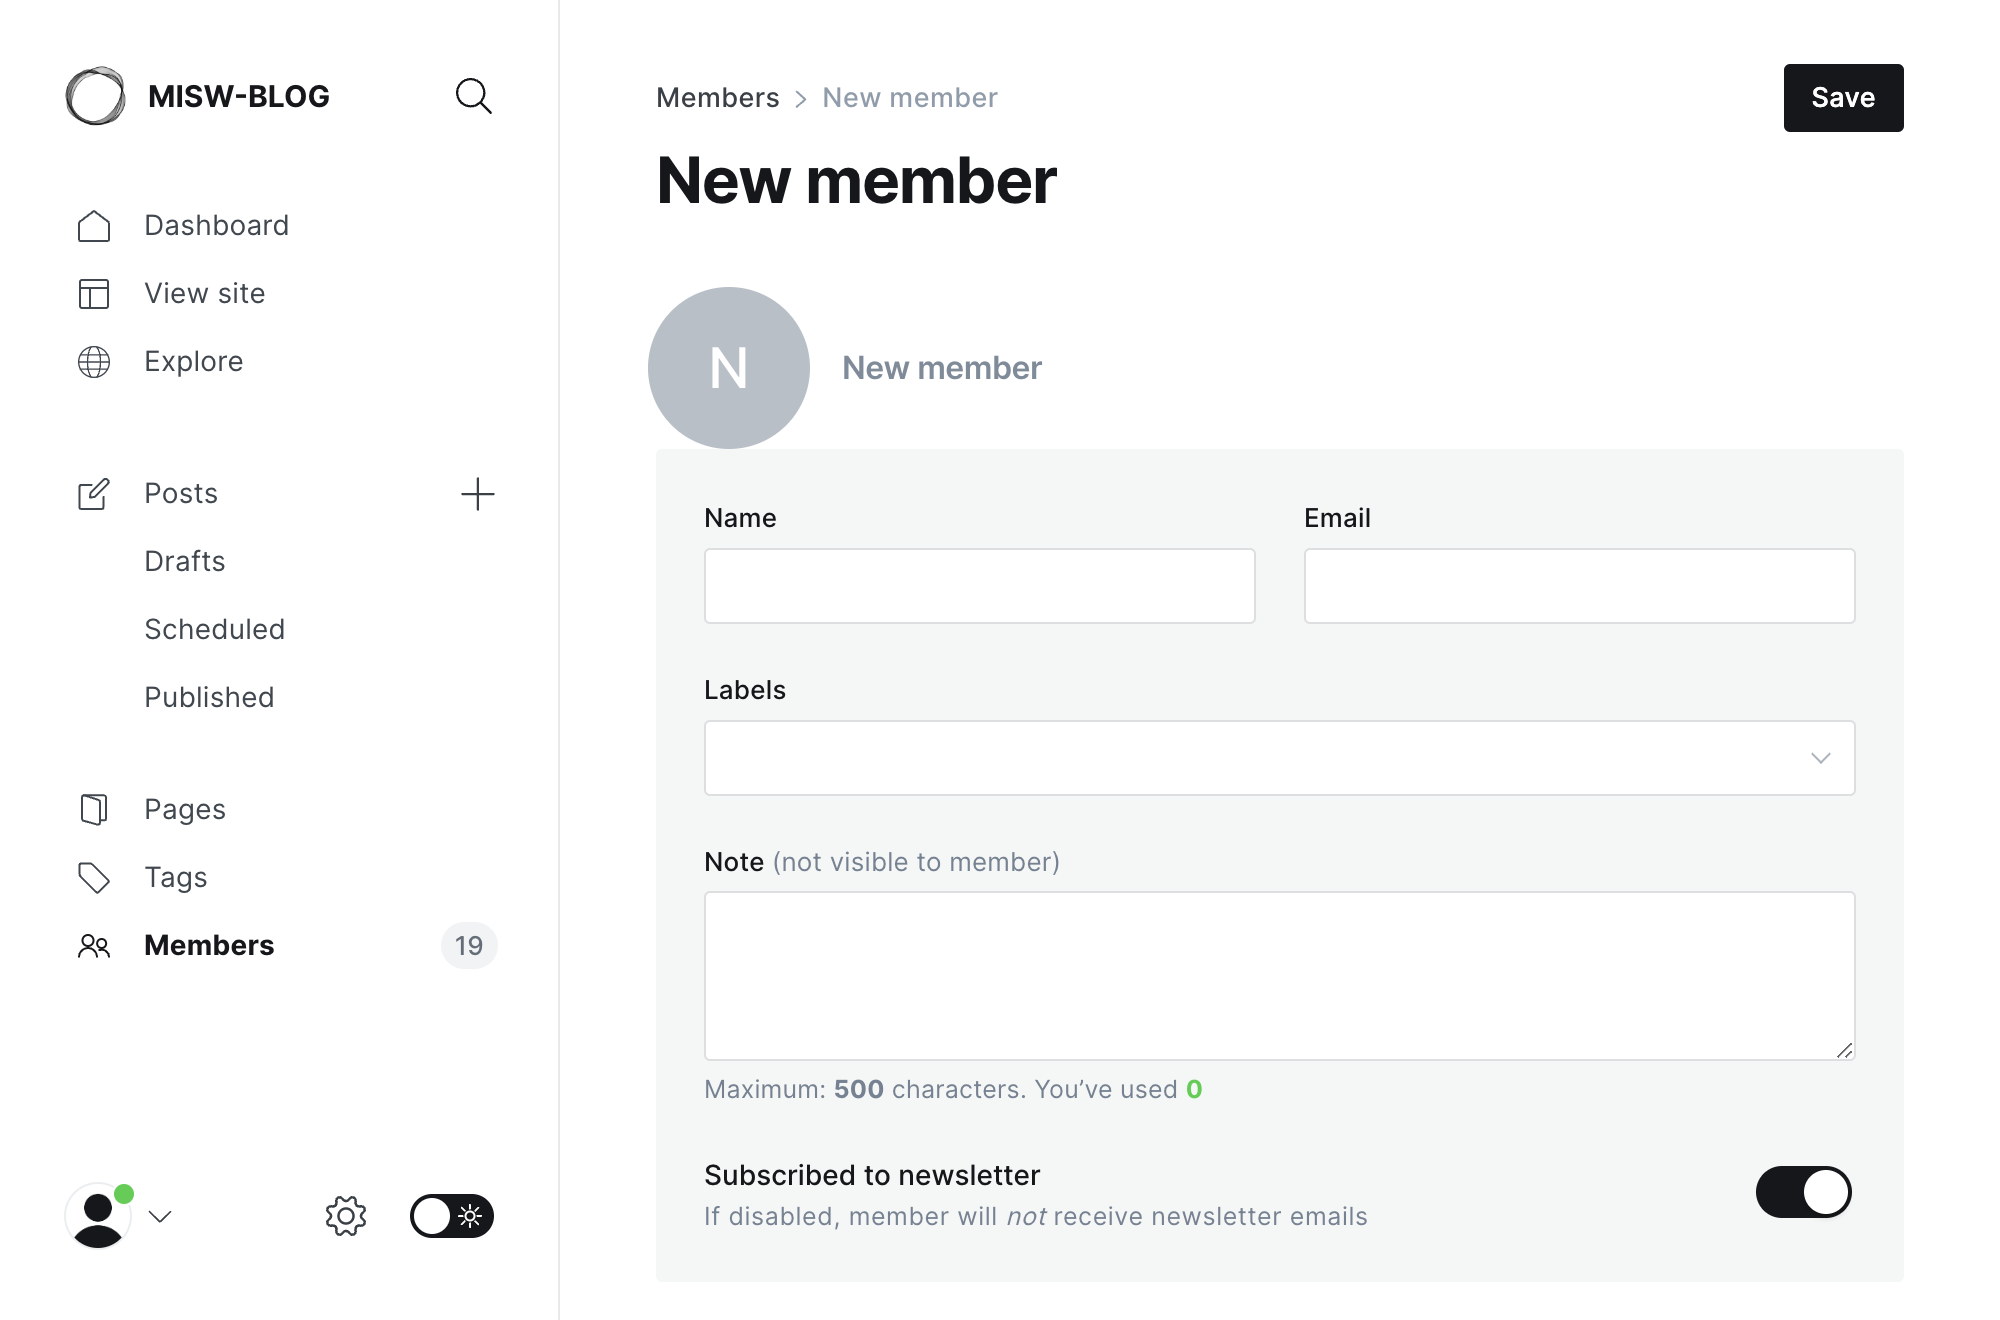 MISW-BLOG
Dashboard
View site
Explore
Posts
Drafts
Scheduled
Published
Pages
Tags
Members 19
Members > New member
Save
New member
N
New member
Name
Email
Labels
Note (not visible to member)
Maximum: 500 characters. You’ve used 0
Subscribed to newsletter
If disabled, member will not receive newsletter emails